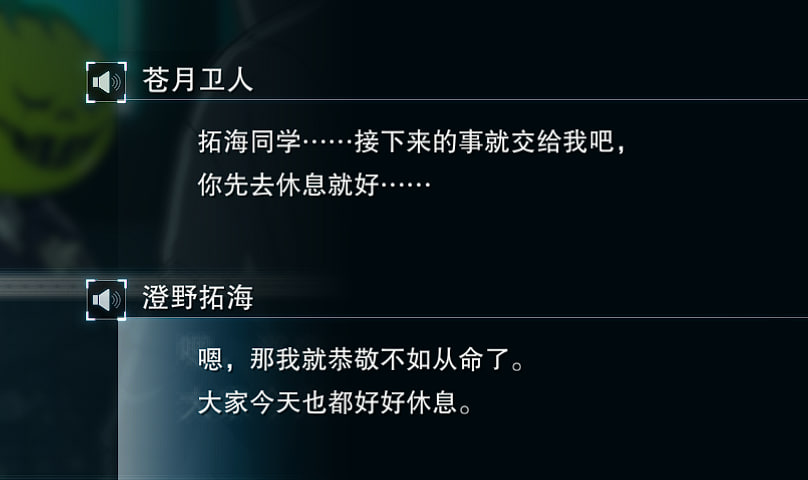 苍月卫人
拓海同学……接下来的事就交给我吧，
你先去休息就好……
澄野拓海
嗯，那我就恭敬不如从命了。
大家今天也都好好休息。